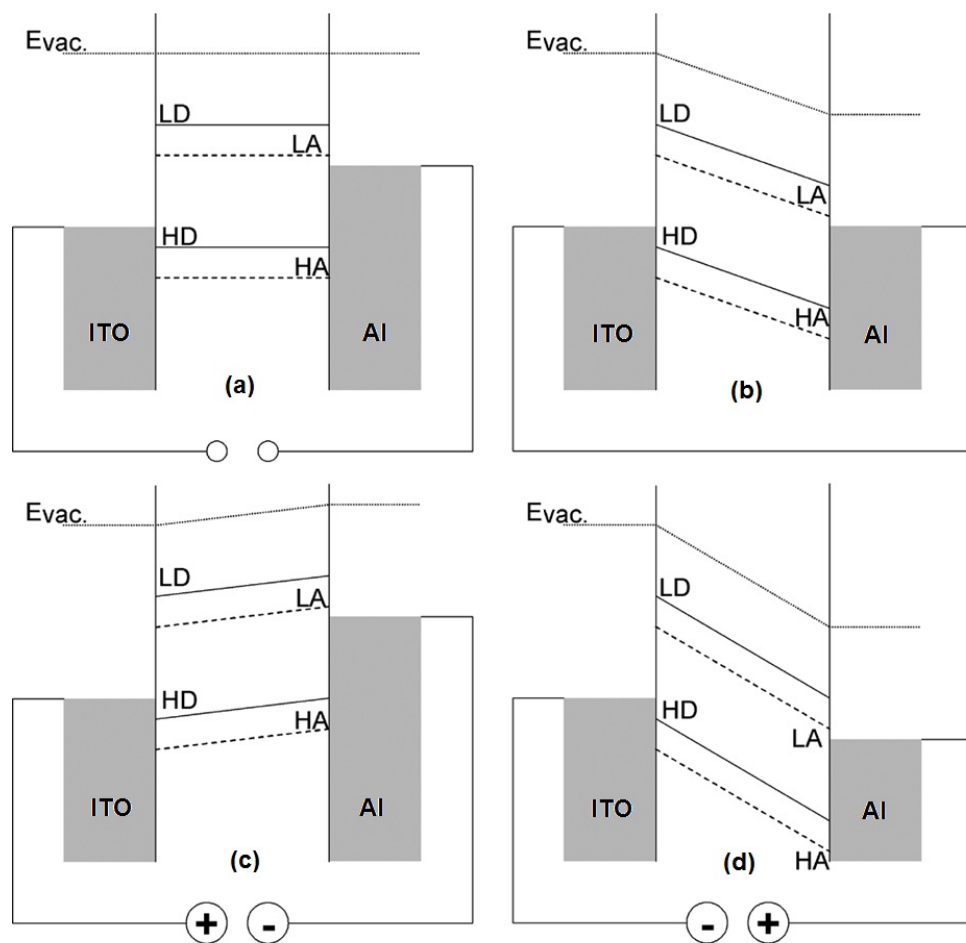 Evac.
LD
LA
HD
HA
ITO
Al
(a)
Evac.
LD
LA
HD
HA
ITO
Al
(b)
Evac.
LD
LA
HD
HA
ITO
Al
(c)
+ -
Evac.
LD
LA
HD
HA
ITO
Al
(d)
- +